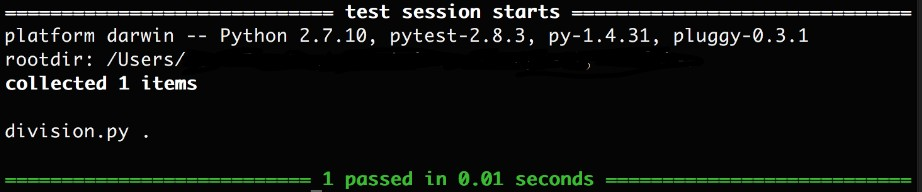 ============================= test session starts ==============================
platform darwin -- Python 2.7.10, pytest-2.8.3, py-1.4.31, pluggy-0.3.1
rootdir: /Users/
collected 1 items
division.py .
=========================== 1 passed in 0.01 seconds ===========================